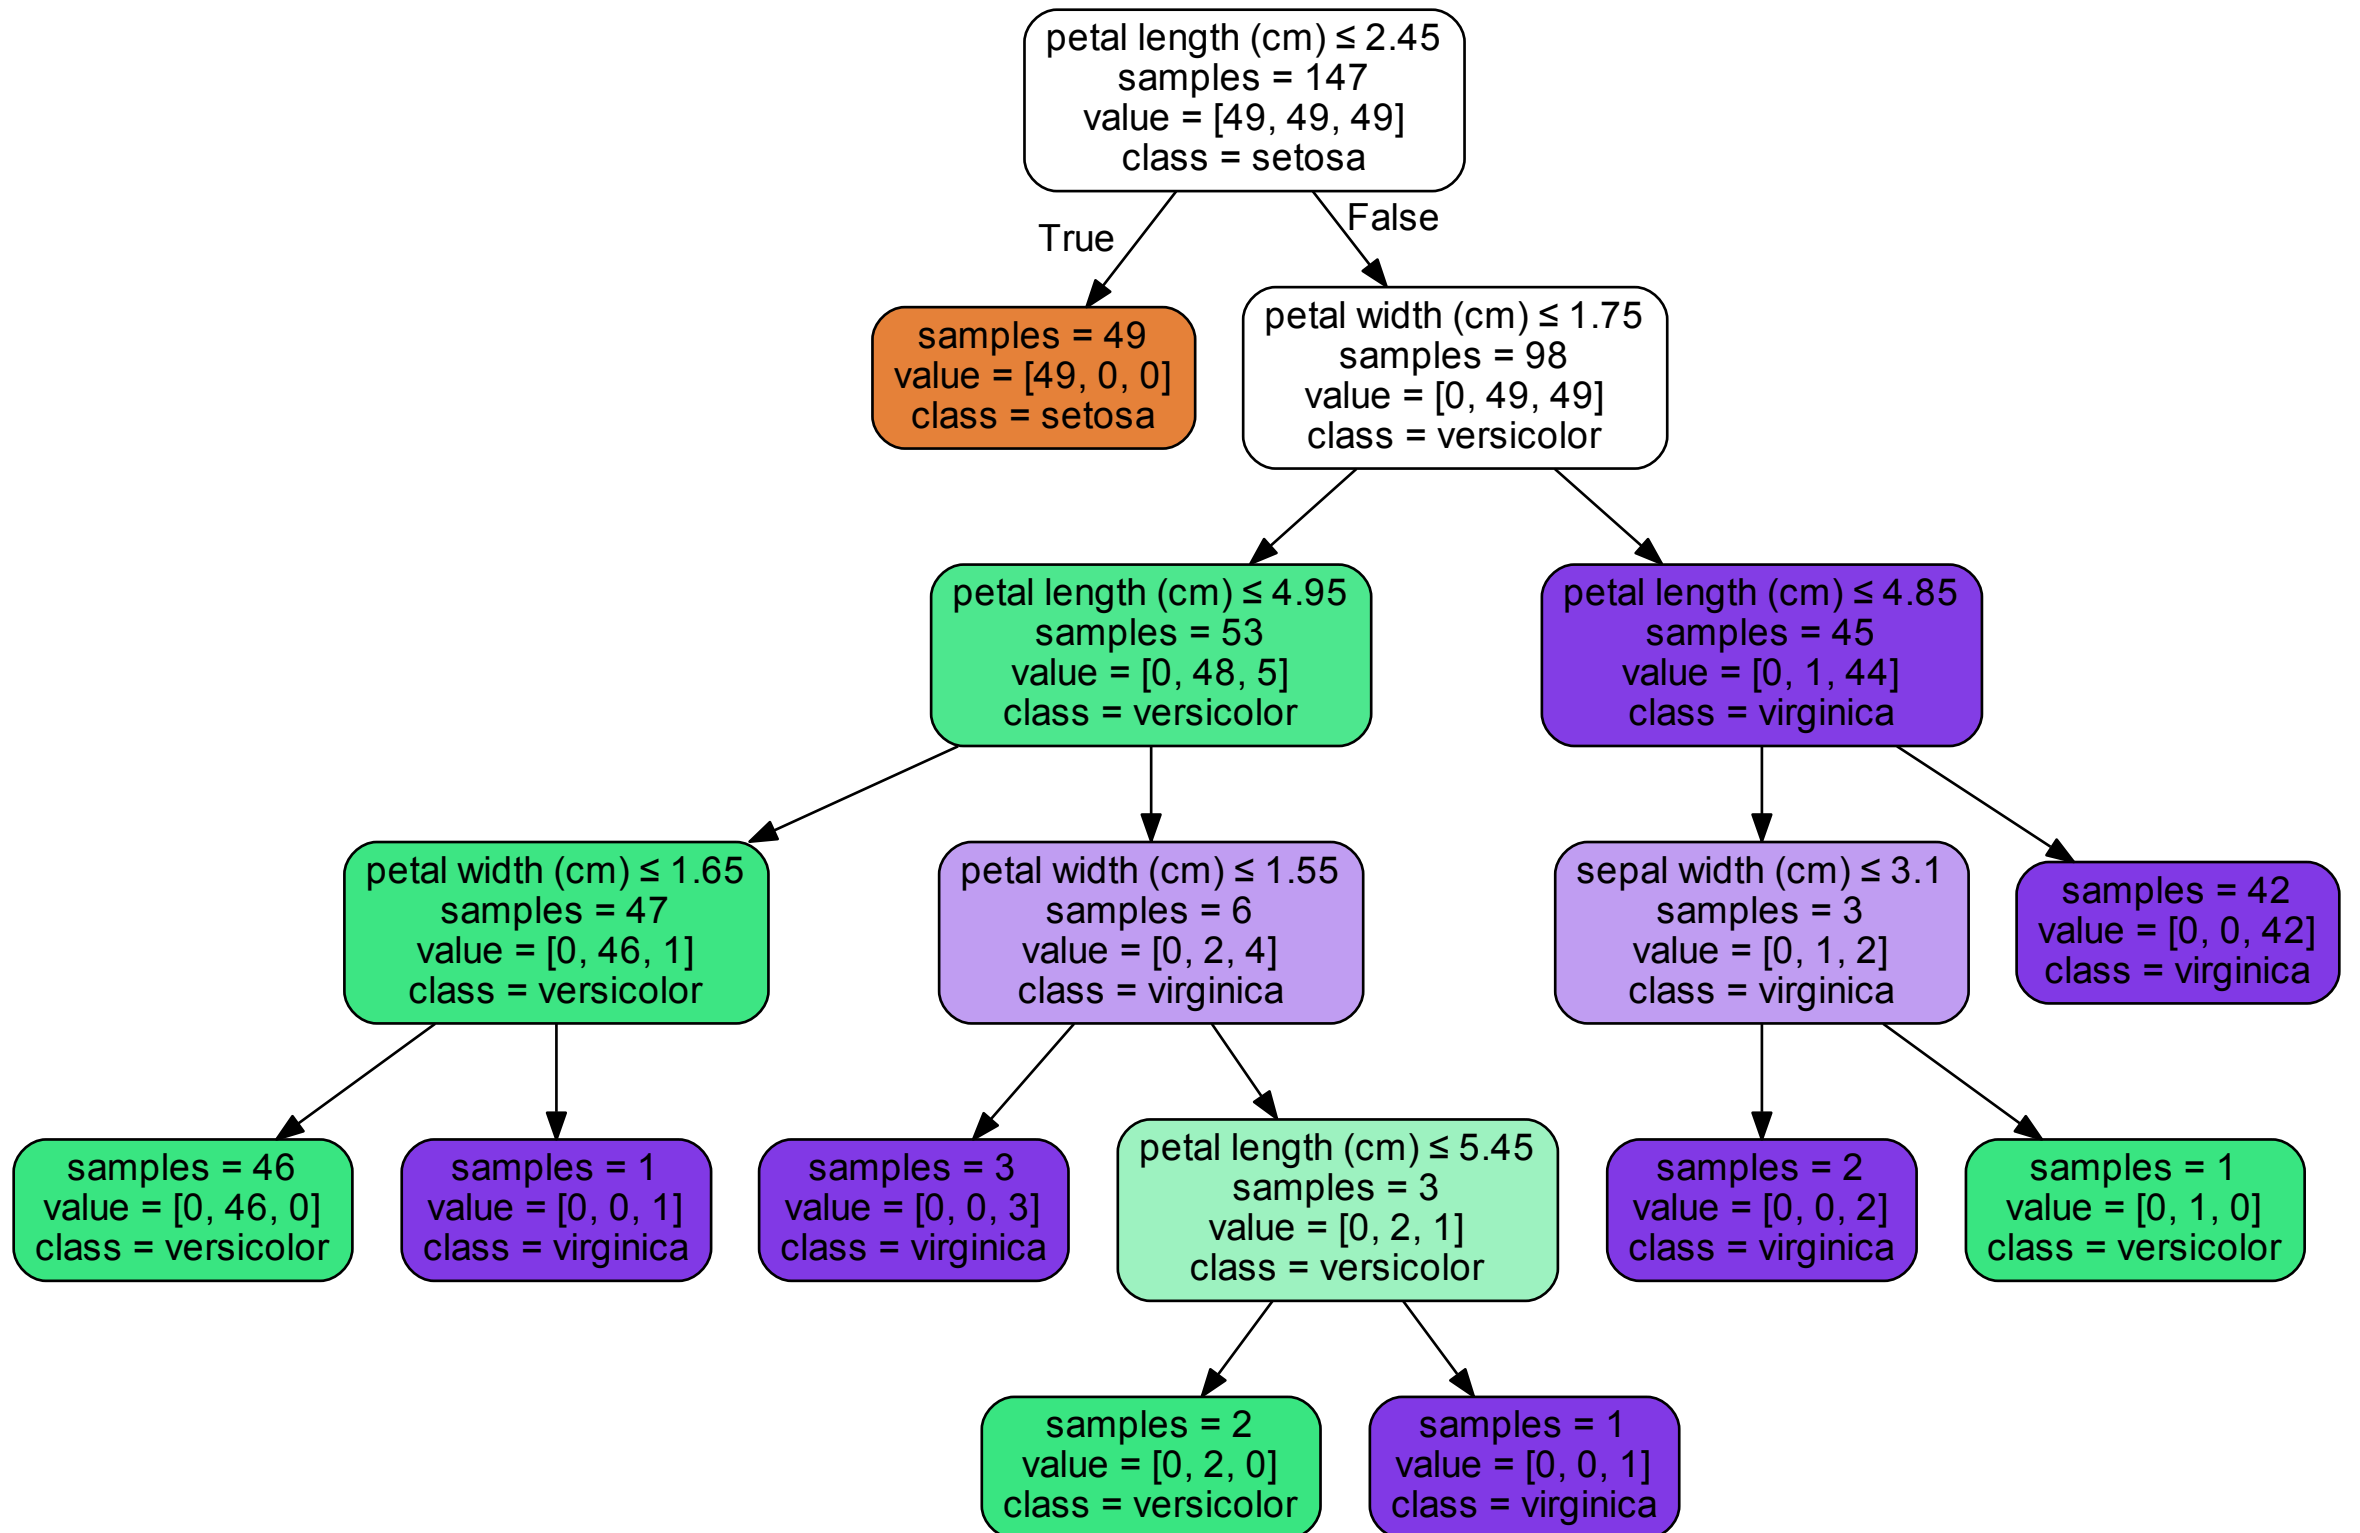 petal length (cm) ≤ 2.45
samples = 147
value = [49, 49, 49]
class = setosa
True
False
samples = 49
value = [49, 0, 0]
class = setosa
petal width (cm) ≤ 1.75
samples = 98
value = [0, 49, 49]
class = versicolor
petal length (cm) ≤ 4.95
samples = 53
value = [0, 48, 5]
class = versicolor
petal length (cm) ≤ 4.85
samples = 45
value = [0, 1, 44]
class = virginica
petal width (cm) ≤ 1.65
samples = 47
value = [0, 46, 1]
class = versicolor
petal width (cm) ≤ 1.55
samples = 6
value = [0, 2, 4]
class = virginica
sepal width (cm) ≤ 3.1
samples = 3
value = [0, 1, 2]
class = virginica
samples = 42
value = [0, 0, 42]
class = virginica
samples = 46
value = [0, 46, 0]
class = versicolor
samples = 1
value = [0, 0, 1]
class = virginica
samples = 3
value = [0, 0, 3]
class = virginica
petal length (cm) ≤ 5.45
samples = 3
value = [0, 2, 1]
class = versicolor
samples = 2
value = [0, 0, 2]
class = virginica
samples = 1
value = [0, 1, 0]
class = versicolor
samples = 2
value = [0, 2, 0]
class = versicolor
samples = 1
value = [0, 0, 1]
class = virginica